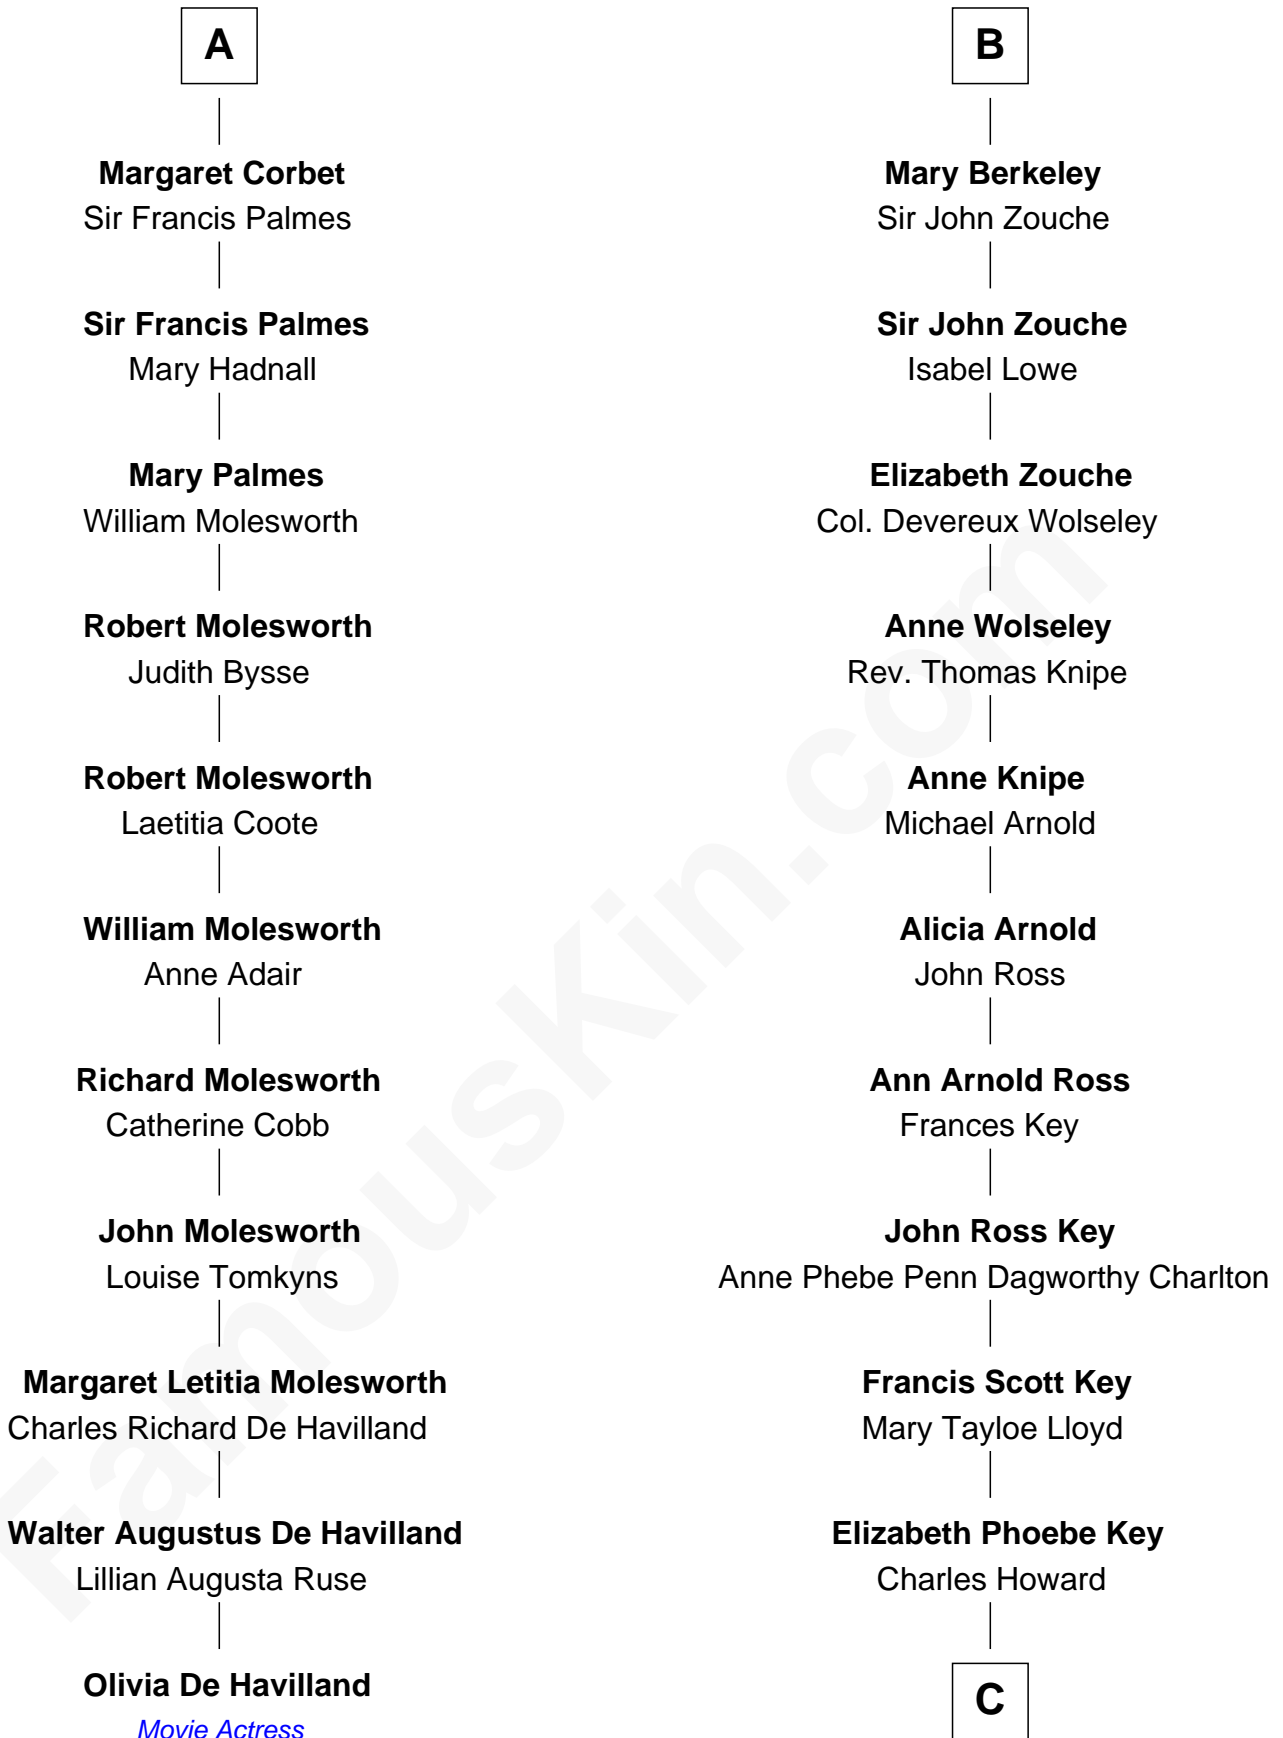 A
Margaret Corbet
Sir Francis Palmes
Sir Francis Palmes
Mary Hadnall
Mary Palmes
William Molesworth
Robert Molesworth
Judith Bysse
Robert Molesworth
Laetitia Coote
William Molesworth
Anne Adair
Richard Molesworth
Catherine Cobb
John Molesworth
Louise Tomkyns
Margaret Letitia Molesworth
Charles Richard De Havilland
Walter Augustus De Havilland
Lillian Augusta Ruse
Olivia De Havilland
Movie Actress
B
Mary Berkeley
Sir John Zouche
Sir John Zouche
Isabel Lowe
Elizabeth Zouche
Col. Devereux Wolseley
Anne Wolseley
Rev. Thomas Knipe
Anne Knipe
Michael Arnold
Alicia Arnold
John Ross
Ann Arnold Ross
Frances Key
John Ross Key
Anne Phebe Penn Dagworthy Charlton
Francis Scott Key
Mary Tayloe Lloyd
Elizabeth Phoebe Key
Charles Howard
C
FamousKin.com